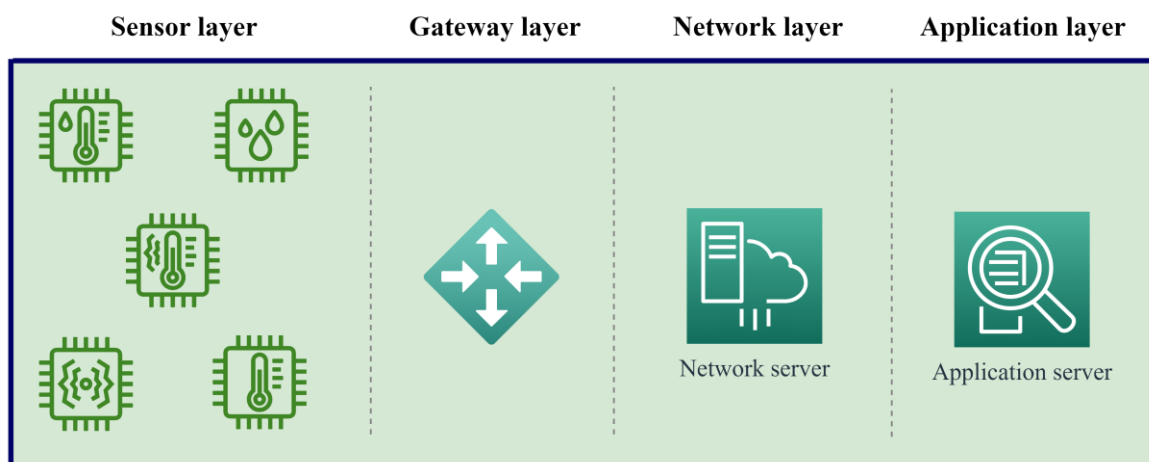 Sensor layer
Gateway layer
Network layer
Application layer
Network server
Application server